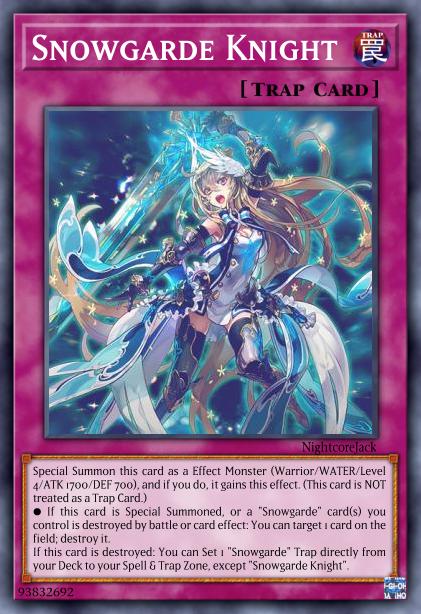 Snowgarde Knight
TRAP
罠
[TRAP CARD]
NightcoreJack
Special Summon this card as a Effect Monster (Warrior/WATER/Level
4/ATK 1700/DEF 700), and if you do, it gains this effect. (This card is NOT
treated as a Trap Card.)
● If this card is Special Summoned, or a "Snowgarde" card(s) you
control is destroyed by battle or card effect: You can target 1 card on the
field; destroy it.
If this card is destroyed: You can Set 1 "Snowgarde" Trap directly from
your Deck to your Spell & Trap Zone, except "Snowgarde Knight".
93832692